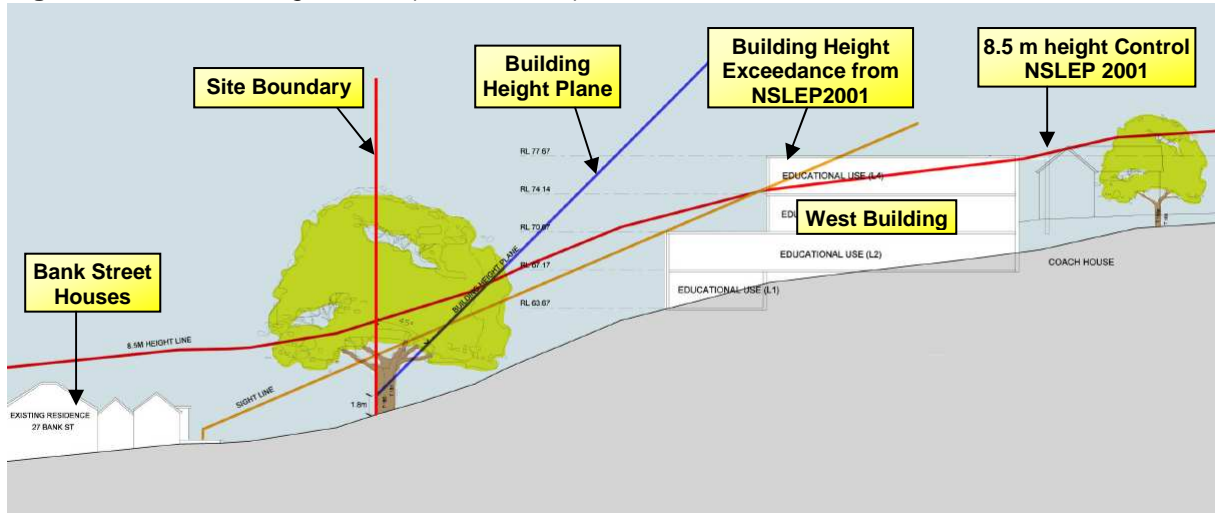 Site Boundary
Building
Height Plane
Building Height
Exceedance from
NSLEP2001
8.5 m height Control
NSLEP 2001
RL 77.67
RL 74.14
RL 70.67
RL 67.17
RL 63.67
EDUCATIONAL USE (L4)
West Building
EDUCATIONAL USE (L2)
EDUCATIONAL USE (L1)
COACH HOUSE
BUILDING HEIGHT PLANE
45°
Bank Street
Houses
8.5M HEIGHT LINE
SIGHT LINE
1.8m
EXISTING RESIDENCE
27 BANK ST